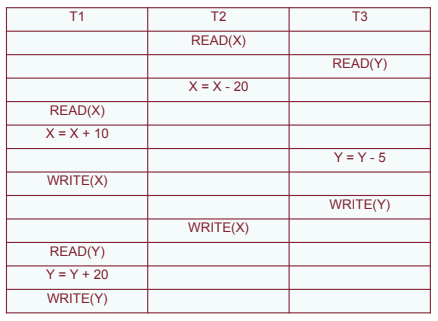 T1 T2 T3
READ(X)
READ(Y)
X = X - 20
READ(X)
X = X + 10
Y = Y - 5
WRITE(X)
WRITE(Y)
WRITE(X)
READ(Y)
Y = Y + 20
WRITE(Y)